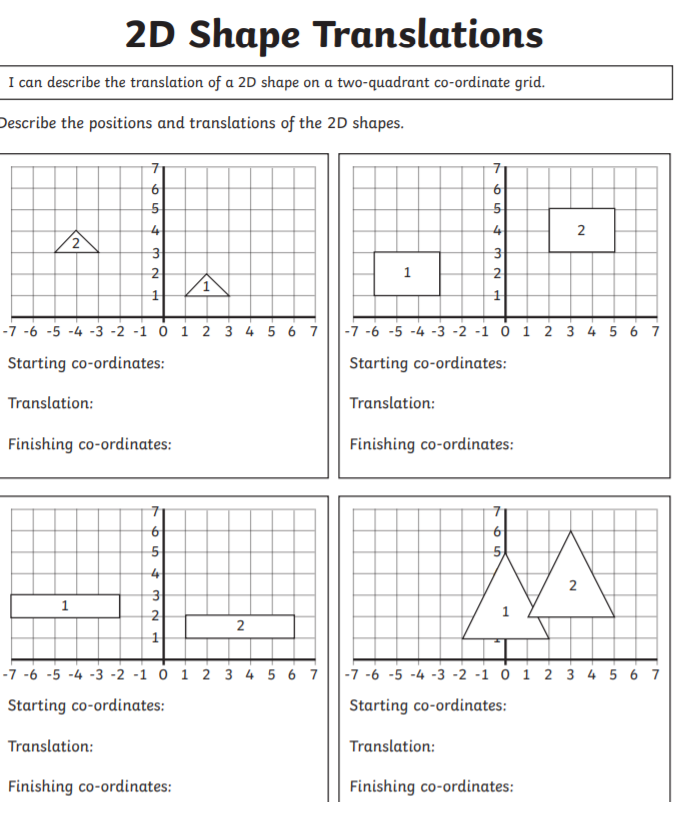 2D Shape Translations
I can describe the translation of a 2D shape on a two-quadrant co-ordinate grid.
Describe the positions and translations of the 2D shapes.
7
6
5
4
3
2
1
2
1
-7 -6 -5 -4 -3 -2 -1 0 1 2 3 4 5 6 7
Starting co-ordinates:
Translation:
Finishing co-ordinates:
7
6
5
4
3
2
1
2
1
-7 -6 -5 -4 -3 -2 -1 0 1 2 3 4 5 6 7
Starting co-ordinates:
Translation:
Finishing co-ordinates:
7
6
5
4
3
2
1
1
2
-7 -6 -5 -4 -3 -2 -1 0 1 2 3 4 5 6 7
Starting co-ordinates:
Translation:
Finishing co-ordinates:
7
6
5
2
1
-7 -6 -5 -4 -3 -2 -1 0 1 2 3 4 5 6 7
Starting co-ordinates:
Translation:
Finishing co-ordinates: